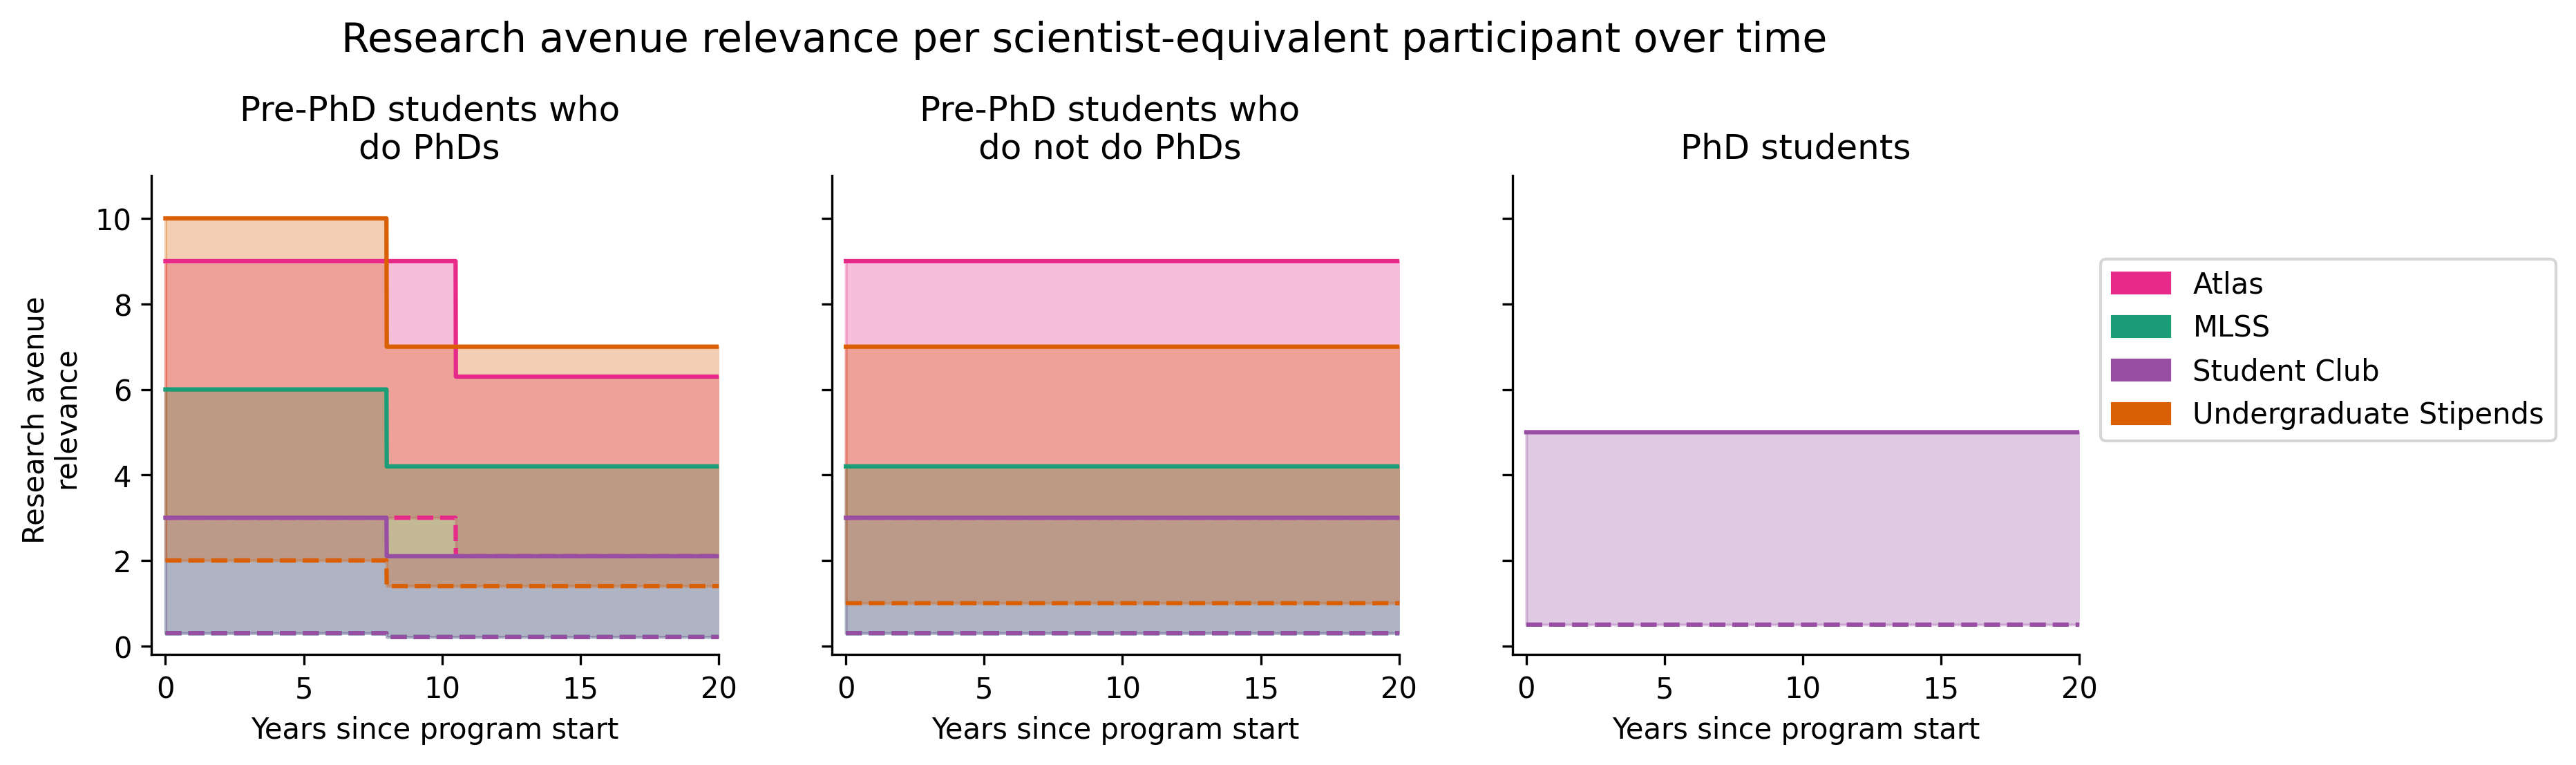 Research avenue relevance per scientist-equivalent participant over time
Pre-PhD students who
do PhDs
Pre-PhD students who
do not do PhDs
PhD students
Research avenue
relevance
10
8
6
4
2
0
0 5 10 15 20
0 5 10 15 20
0 5 10 15 20
Years since program start
Years since program start
Years since program start
Atlas
MLSS
Student Club
Undergraduate Stipends